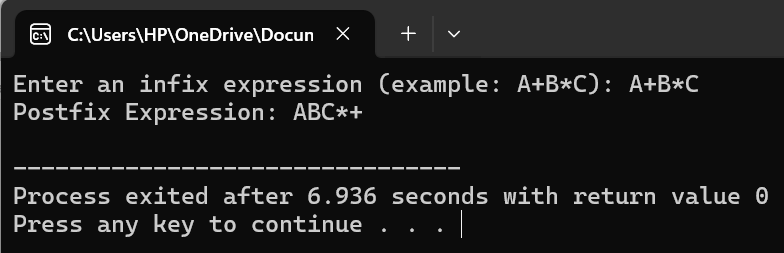 C:\Users\HP\OneDrive\Docun
Enter an infix expression (example: A+B*C): A+B*C
Postfix Expression: ABC*+
--------------------------------
Process exited after 6.936 seconds with return value 0
Press any key to continue . . .